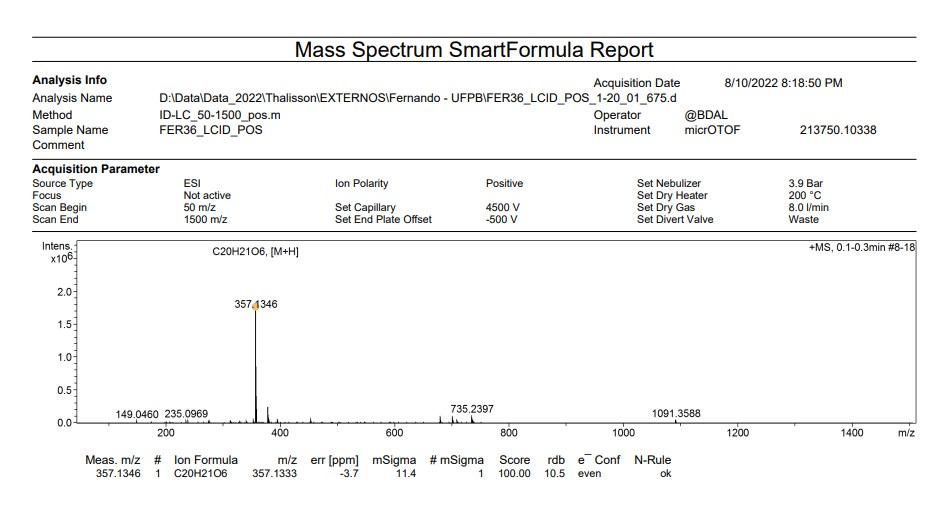 Mass Spectrum SmartFormula Report
Analysis Info
Acquisition Date 8/10/2022 8:18:50 PM
Analysis Name D:\Data\Data_2022\Thalisson\EXTERNOS\Fernando - UFPB\FER36_LCID_POS_1-20_01_675.d
Method ID-LC_50-1500_pos.m Operator @BDAL
Sample Name FER36_LCID_POS Instrument micrOTOF 213750.10338
Comment
Acquisition Parameter
Source Type ESI Ion Polarity Positive Set Nebulizer 3.9 Bar
Focus Not active Set Dry Heater 200 °C
Scan Begin 50 m/z Set Capillary 4500 V Set Dry Gas 8.0 l/min
Scan End 1500 m/z Set End Plate Offset -500 V Set Divert Valve Waste
Intens. +MS, 0.1-0.3min #8-18
x10⁶ C20H21O6, [M+H]
2.0
357.1346
1.5
1.0
0.5
149.0460 235.0969 735.2397 1091.3588
0.0
200 400 600 800 1000 1200 1400 m/z
Meas. m/z # Ion Formula m/z err [ppm] mSigma # mSigma Score rdb e¯ Conf N-Rule
357.1346 1 C20H21O6 357.1333 -3.7 11.4 1 100.00 10.5 even ok